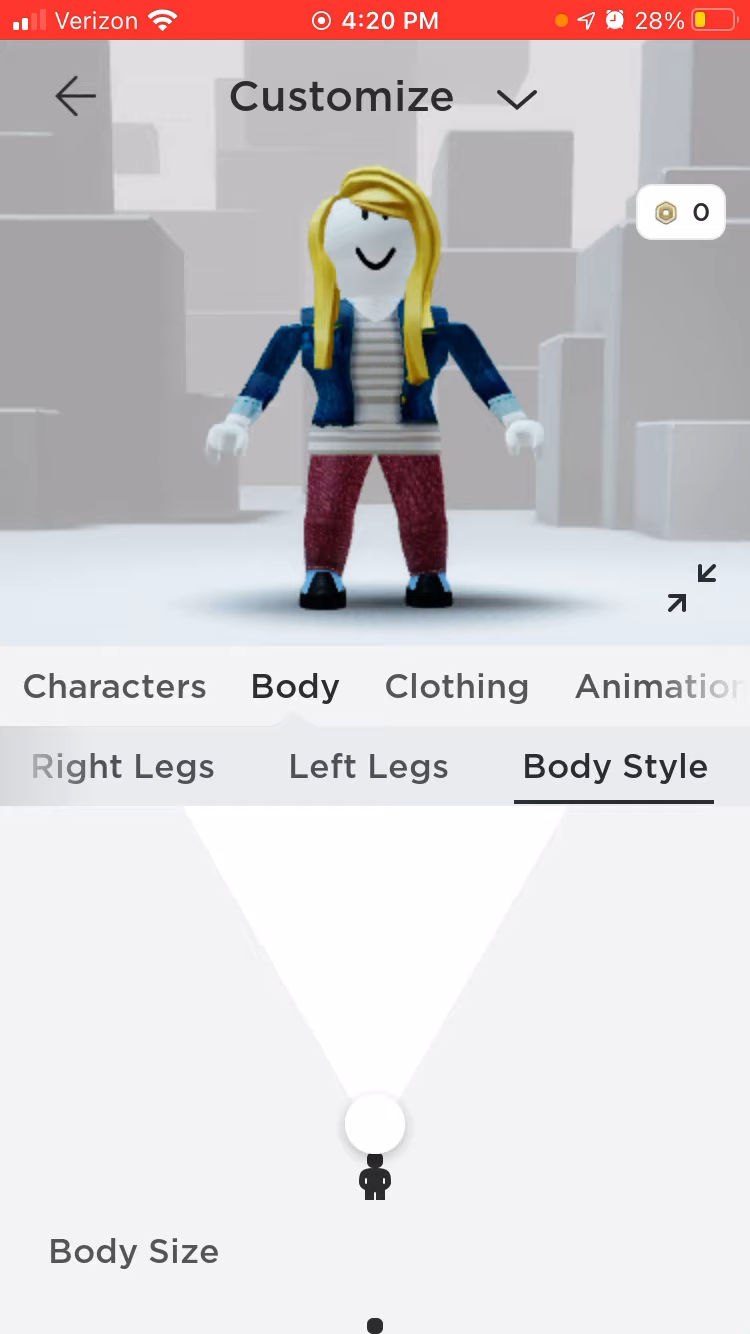 Verizon 4:20 PM 28%
Customize
0
Characters Body Clothing Animation
Right Legs Left Legs Body Style
Body Size